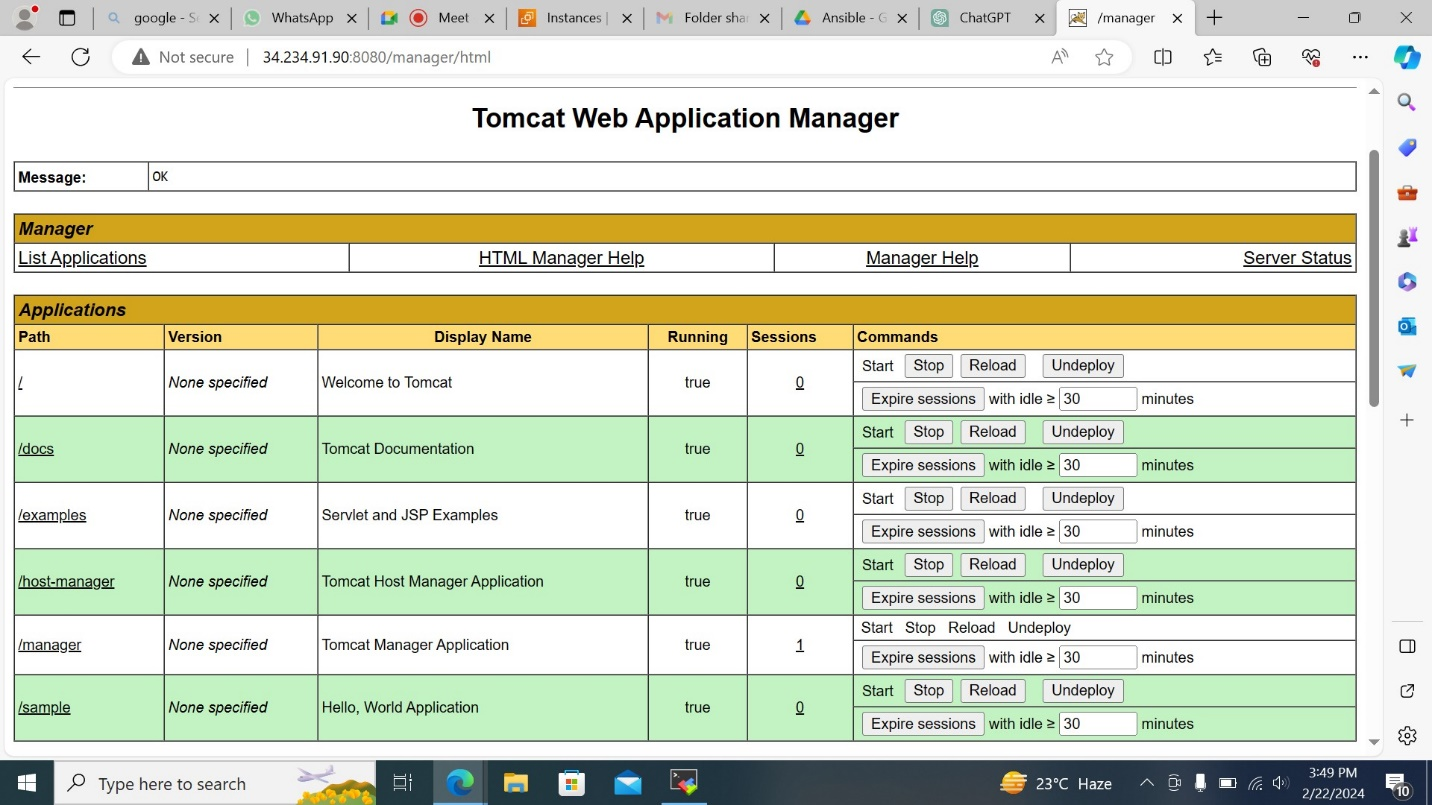 google - S
WhatsApp
Meet
Instances |
Folder shar
Ansible - G
ChatGPT
/manager
Not secure
34.234.91.90:8080/manager/html
Tomcat Web Application Manager
Message: OK
Manager
List Applications HTML Manager Help Manager Help Server Status
Applications
Path Version Display Name Running Sessions Commands
/ None specified Welcome to Tomcat true 0 Start Stop Reload Undeploy
Expire sessions with idle ≥ 30 minutes
/docs None specified Tomcat Documentation true 0 Start Stop Reload Undeploy
Expire sessions with idle ≥ 30 minutes
/examples None specified Servlet and JSP Examples true 0 Start Stop Reload Undeploy
Expire sessions with idle ≥ 30 minutes
/host-manager None specified Tomcat Host Manager Application true 0 Start Stop Reload Undeploy
Expire sessions with idle ≥ 30 minutes
/manager None specified Tomcat Manager Application true 1 Start Stop Reload Undeploy
Expire sessions with idle ≥ 30 minutes
/sample None specified Hello, World Application true 0 Start Stop Reload Undeploy
Expire sessions with idle ≥ 30 minutes
Type here to search
23°C Haze
3:49 PM
2/22/2024
10